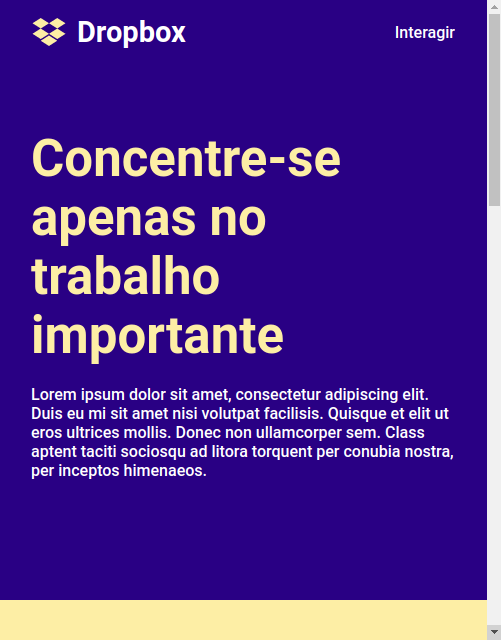 Dropbox
Interagir
Concentre-se
apenas no
trabalho
importante
Lorem ipsum dolor sit amet, consectetur adipiscing elit.
Duis eu mi sit amet nisi volutpat facilisis. Quisque et elit ut
eros ultrices mollis. Donec non ullamcorper sem. Class
aptent taciti sociosqu ad litora torquent per conubia nostra,
per inceptos himenaeos.